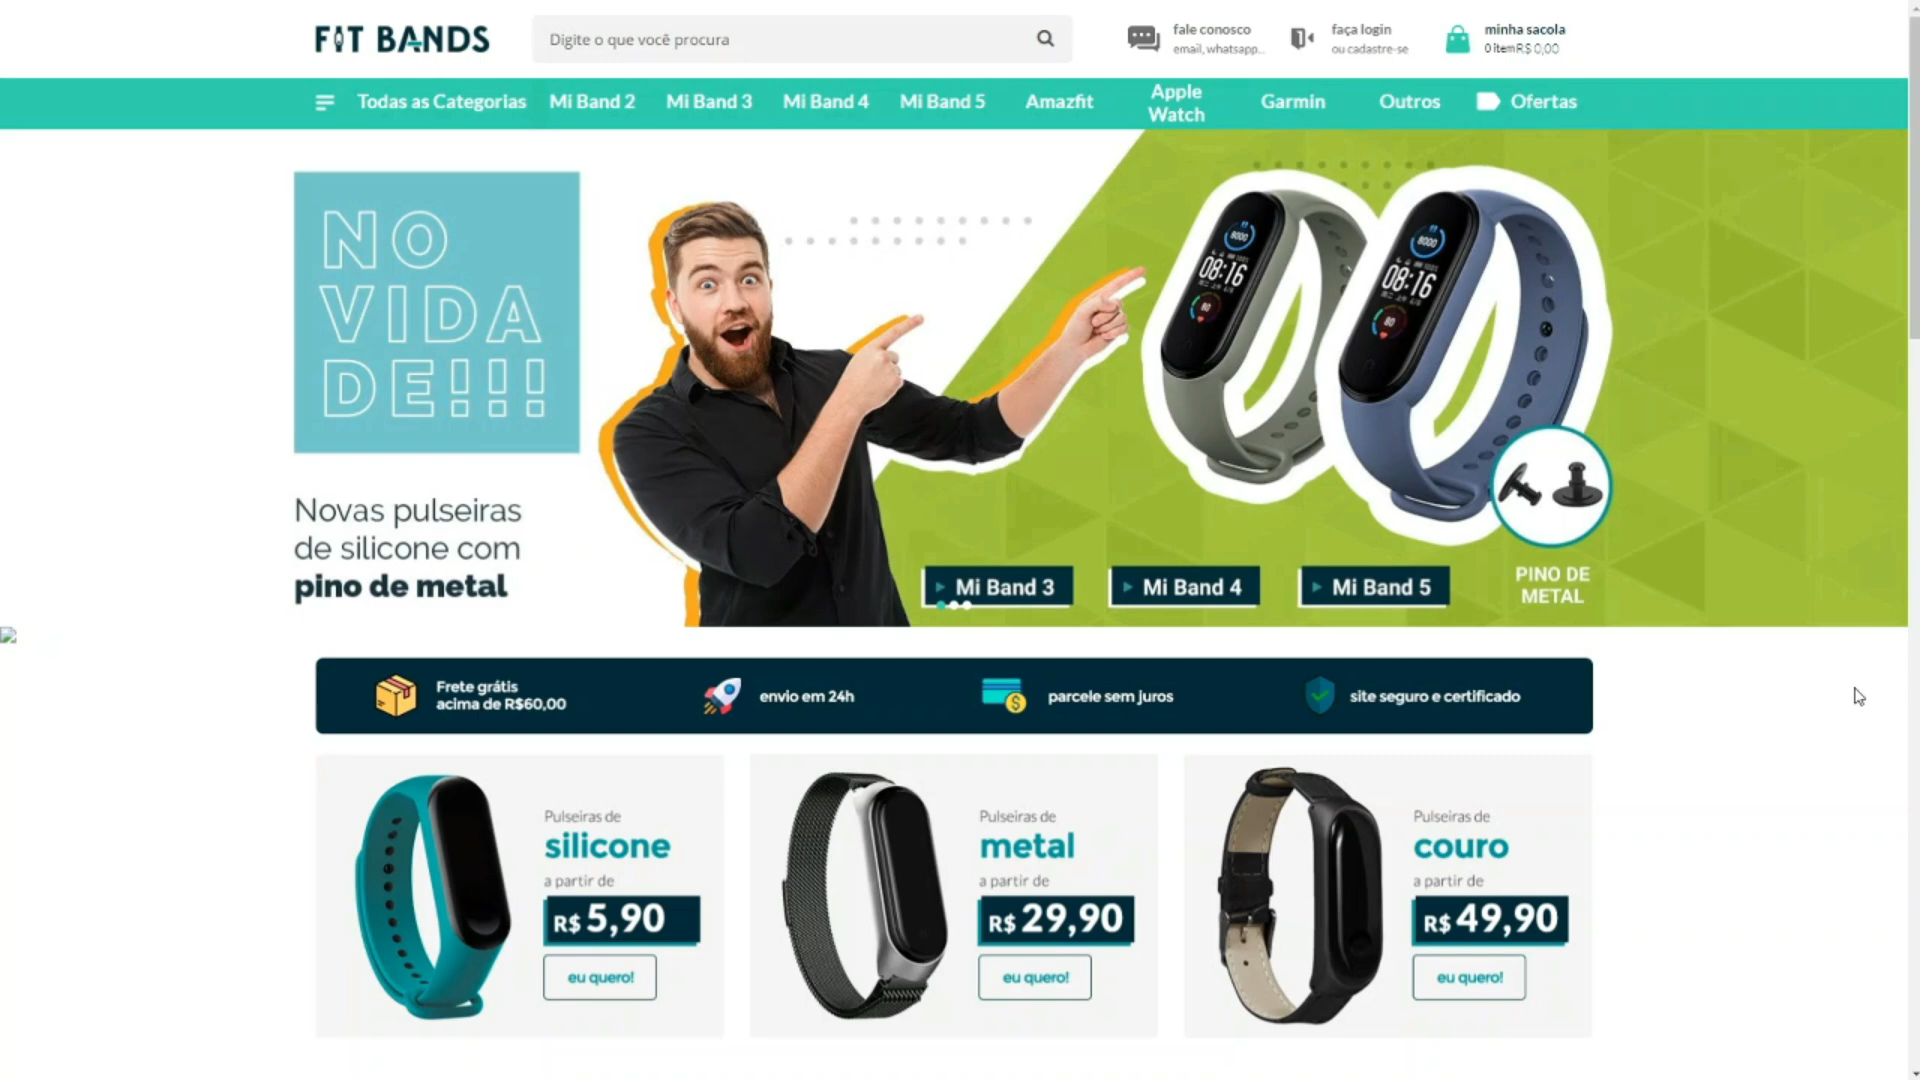 FIT BANDS
Digite o que você procura
fale conosco
email, whatsapp...
faça login
ou cadastre-se
minha sacola
0 itemR$ 0,00
Todas as Categorias
Mi Band 2
Mi Band 3
Mi Band 4
Mi Band 5
Amazfit
Apple
Watch
Garmin
Outros
Ofertas
NO
VIDA
DE!!!
Novas pulseiras
de silicone com
pino de metal
8000
08:16
80
8000
08:16
80
Mi Band 3
Mi Band 4
Mi Band 5
PINO DE
METAL
Frete grátis
acima de R$60,00
envio em 24h
parcele sem juros
site seguro e certificado
Pulseiras de
silicone
a partir de
R$ 5,90
eu quero!
Pulseiras de
metal
a partir de
R$ 29,90
eu quero!
Pulseiras de
couro
a partir de
R$ 49,90
eu quero!